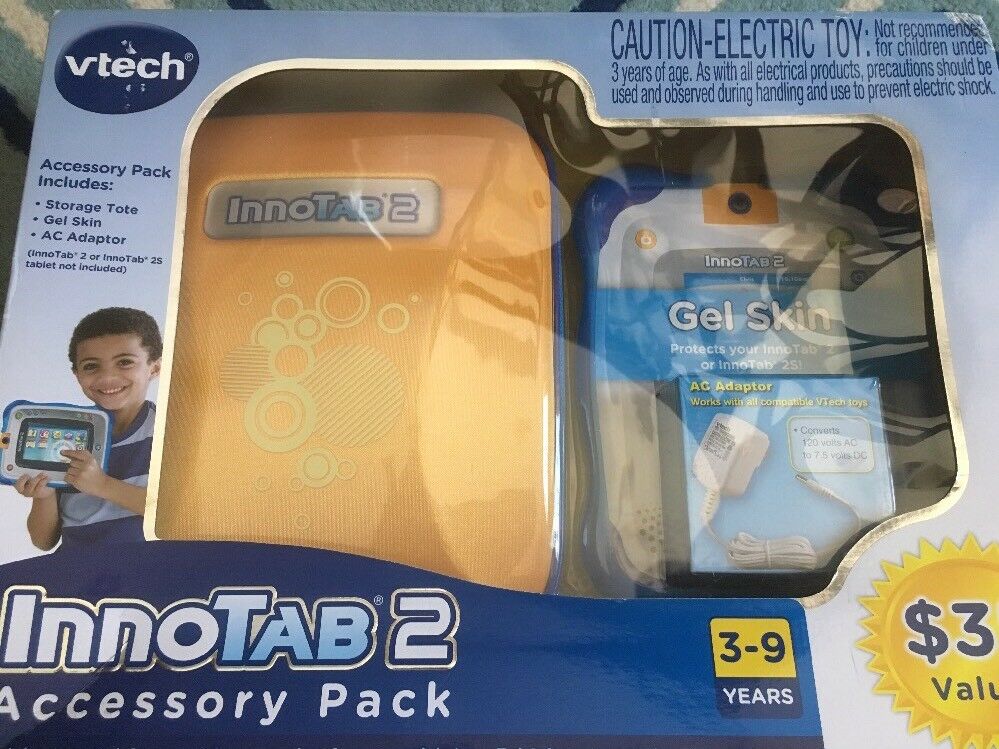 vtech®
CAUTION-ELECTRIC TOY: Not recommended
for children under
3 years of age. As with all electrical products, precautions should be
used and observed during handling and use to prevent electric shock.
Accessory Pack
Includes:
• Storage Tote
• Gel Skin
• AC Adaptor
(InnoTab® 2 or InnoTab® 2S
tablet not included)
InnoTAB® 2
InnoTAB 2
Gel Skin
Protects your InnoTab® 2
or InnoTab® 2S!
AC Adaptor
Works with all compatible VTech toys
vtech
• Converts
120 volts AC
to 7.5 volts DC
InnoTAB® 2
Accessory Pack
3-9
YEARS
$3
Valu